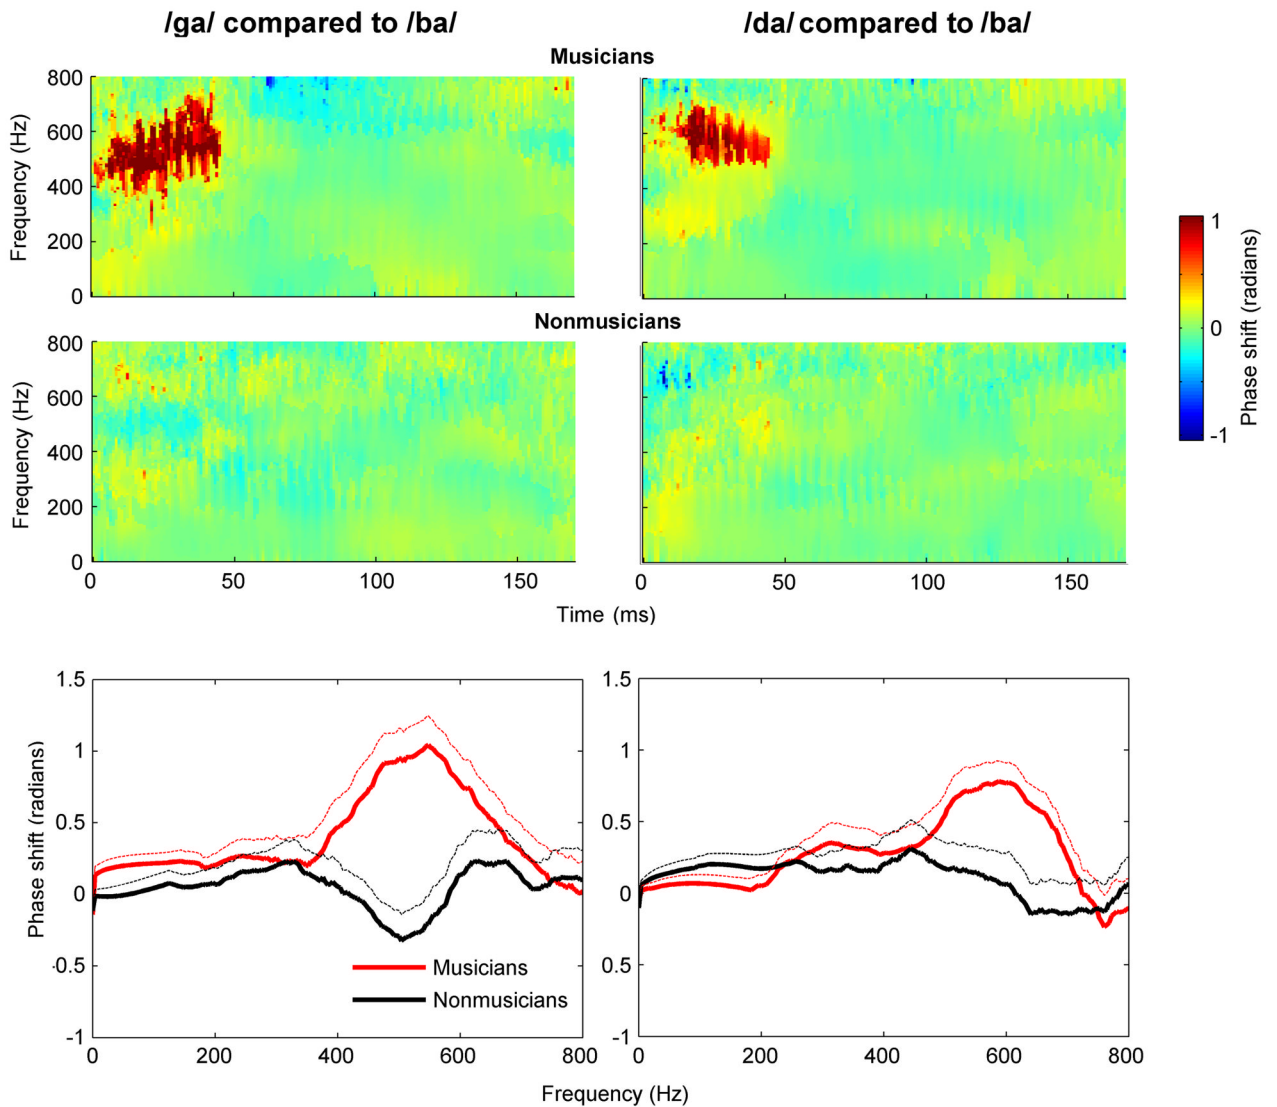 /ga/ compared to /ba/
/da/ compared to /ba/
Musicians
800
600
400
200
0
Frequency (Hz)
1
0
-1
Phase shift (radians)
Nonmusicians
800
600
400
200
0
Frequency (Hz)
0 50 100 150
0 50 100 150
Time (ms)
1.5
1
0.5
0
-0.5
-1
Phase shift (radians)
Musicians
Nonmusicians
0 200 400 600 800
1.5
1
0.5
0
-0.5
-1
0 200 400 600 800
Frequency (Hz)